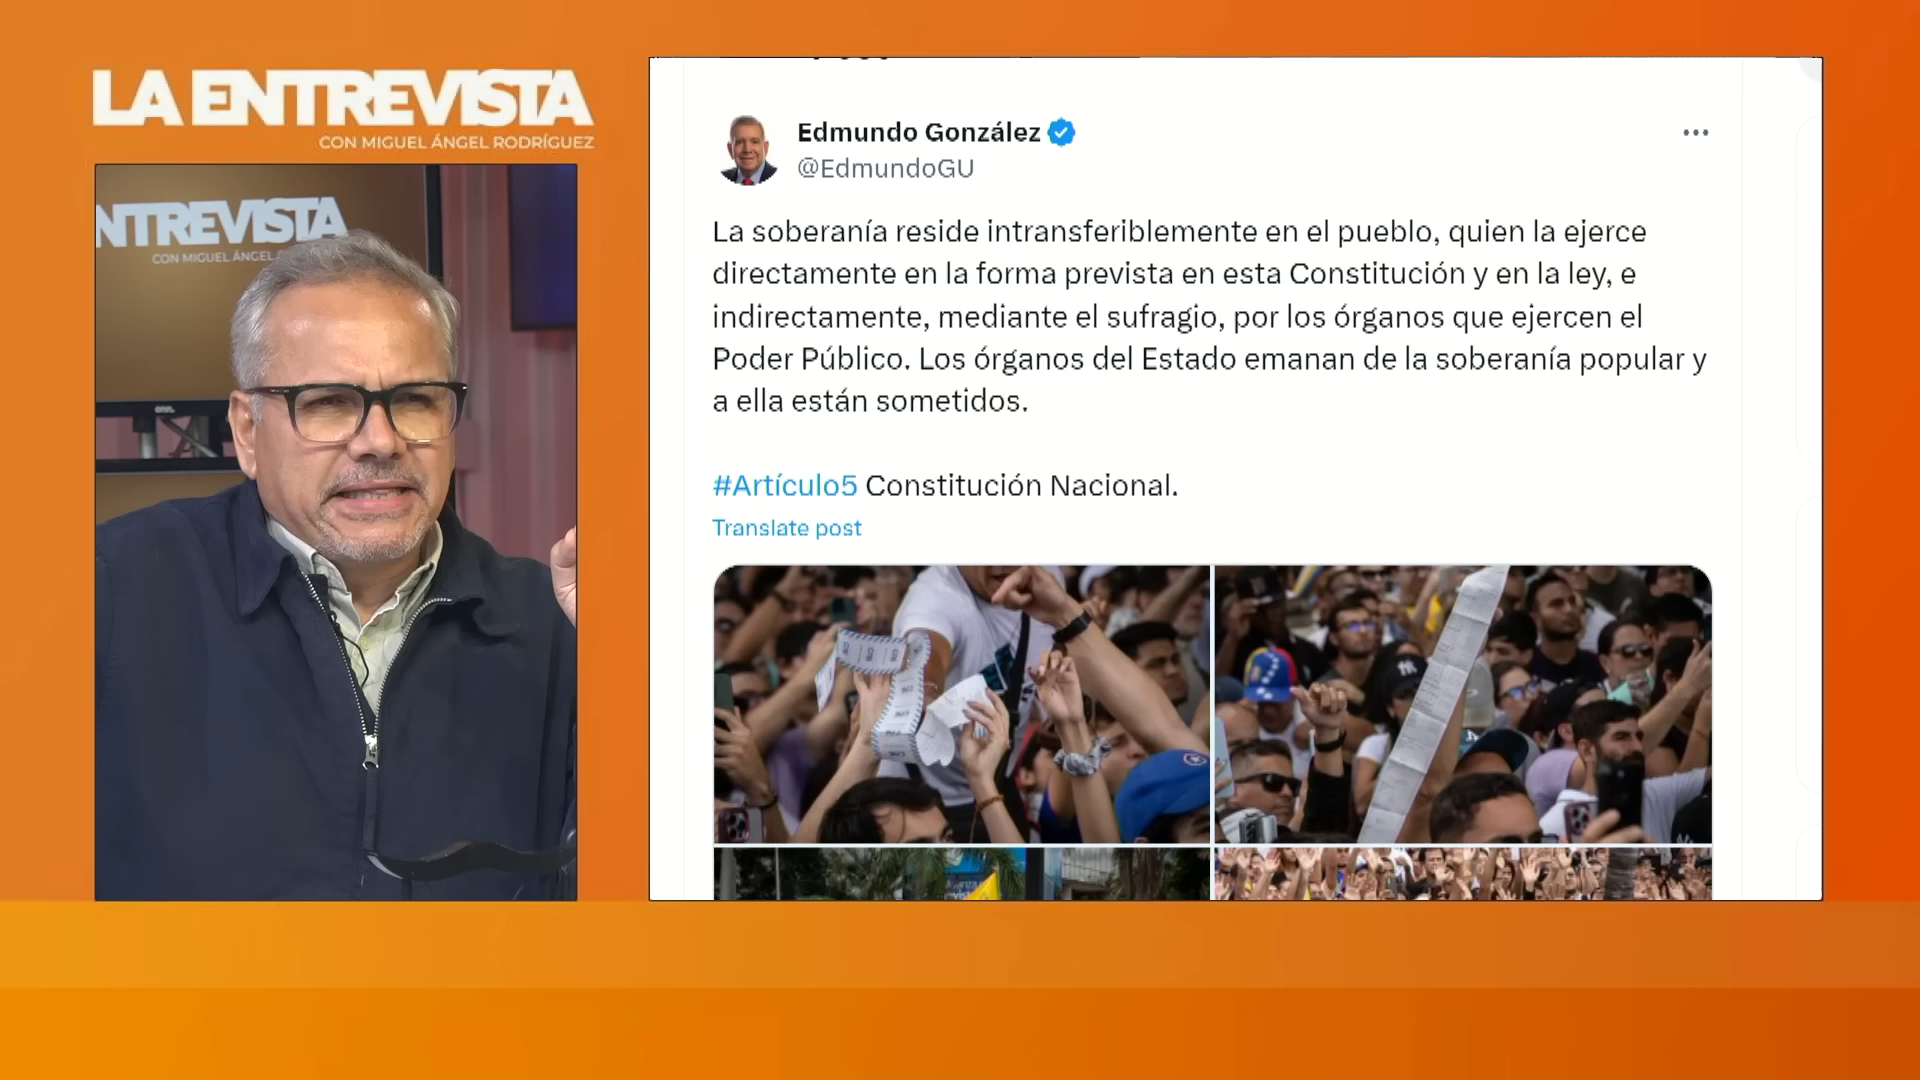 LA ENTREVISTA
CON MIGUEL ÁNGEL RODRÍGUEZ
NTREVISTA
CON MIGUEL ÁNGEL
onn.
Edmundo González
@EdmundoGU
La soberanía reside intransferiblemente en el pueblo, quien la ejerce
directamente en la forma prevista en esta Constitución y en la ley, e
indirectamente, mediante el sufragio, por los órganos que ejercen el
Poder Público. Los órganos del Estado emanan de la soberanía popular y
a ella están sometidos.
#Artículo5 Constitución Nacional.
Translate post